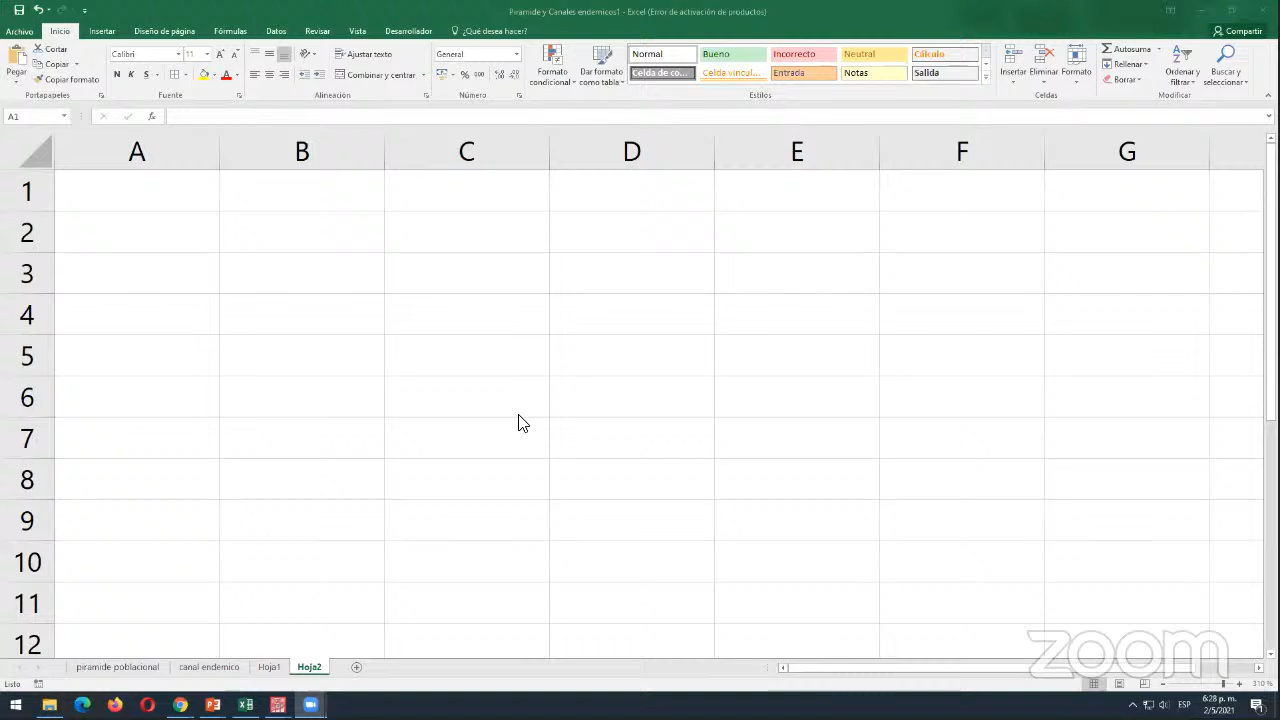 Piramide y Canales endemicos1 - Excel (Error de activación de productos)
Archivo Inicio Insertar Diseño de página Fórmulas Datos Revisar Vista Desarrollador ¿Qué desea hacer? Compartir
Cortar
Copiar
Copiar formato
Pegar
Portapapeles
Calibri 11
N K S
Fuente
Ajustar texto
Combinar y centrar
Alineación
General
% 000
Número
Formato condicional
Dar formato como tabla
Normal Bueno Incorrecto Neutral Cálculo
Celda de co... Celda vincul... Entrada Notas Salida
Estilos
Insertar Eliminar Formato
Celdas
Autosuma
Rellenar
Borrar
Ordenar y filtrar
Buscar y seleccionar
Modificar
A1 fx
A B C D E F G
1
2
3
4
5
6
7
8
9
10
11
12
zoom
piramide poblacional canal endemico Hoja1 Hoja2
Listo 310 %
ESP 6:28 p. m.
2/5/2021